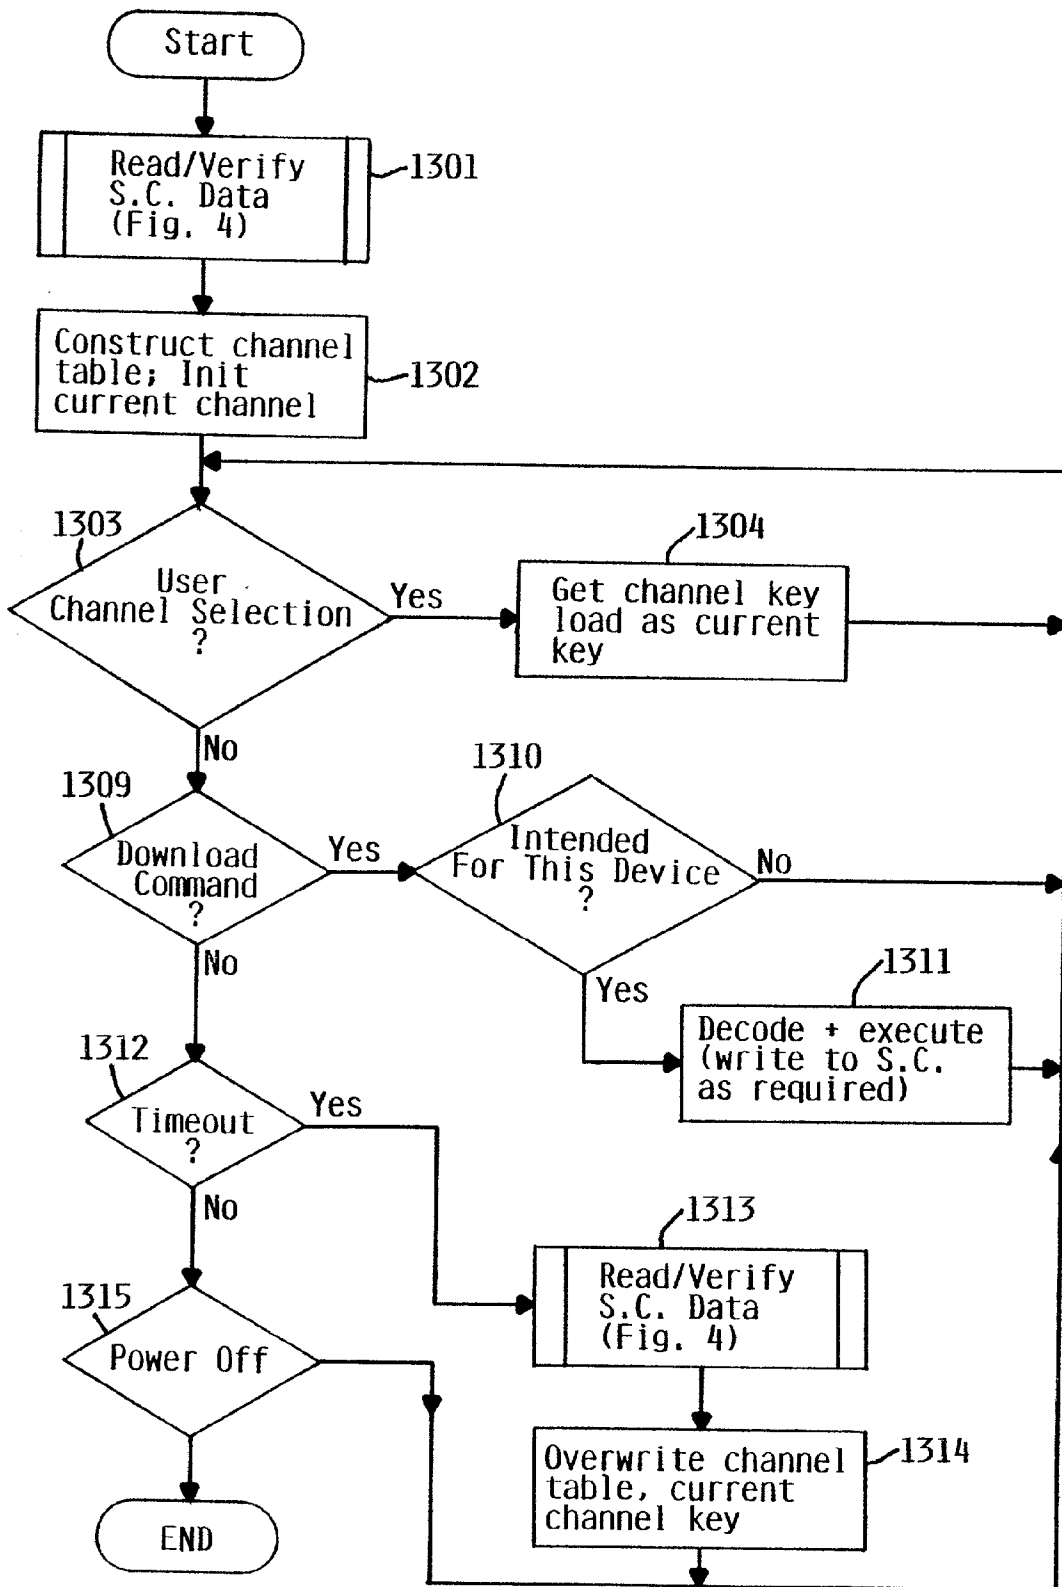 Start
Read/Verify
S.C. Data
(Fig. 4)
1301
Construct channel
table; Init
current channel
1302
1303
User
Channel Selection
?
Yes
1304
Get channel key
load as current
key
No
1309
Download
Command
?
Yes
1310
Intended
For This Device
?
No
Yes
1311
Decode + execute
(write to S.C.
as required)
No
1312
Timeout
?
Yes
No
1313
Read/Verify
S.C. Data
(Fig. 4)
1315
Power Off
1314
Overwrite channel
table, current
channel key
END